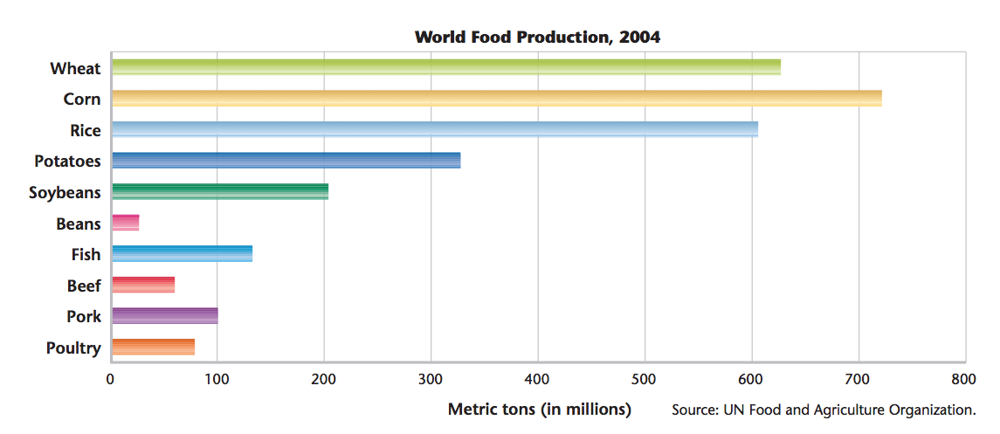 World Food Production, 2004
Wheat
Corn
Rice
Potatoes
Soybeans
Beans
Fish
Beef
Pork
Poultry
0 100 200 300 400 500 600 700 800
Metric tons (in millions)
Source: UN Food and Agriculture Organization.